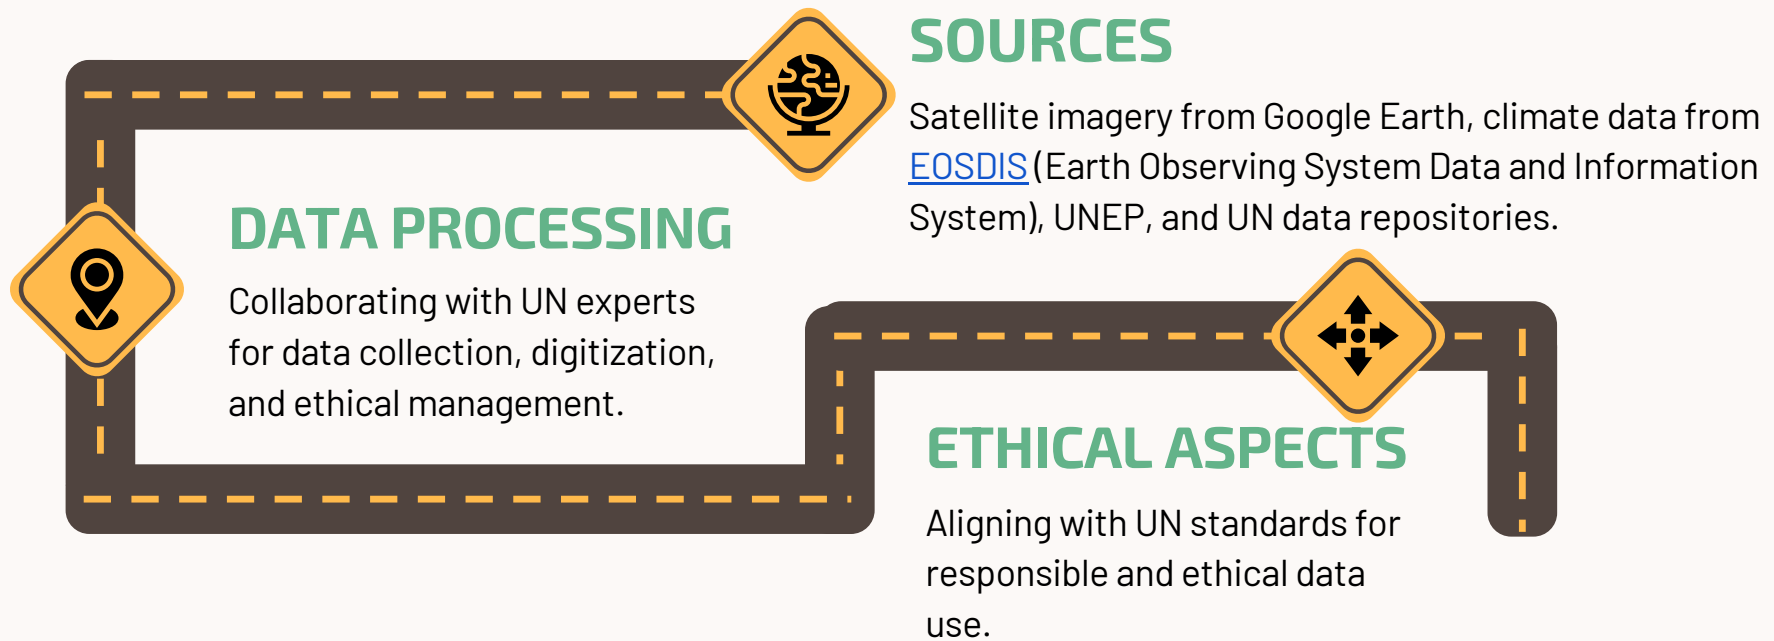 SOURCES
Satellite imagery from Google Earth, climate data from
EOSDIS (Earth Observing System Data and Information
System), UNEP, and UN data repositories.
DATA PROCESSING
Collaborating with UN experts
for data collection, digitization,
and ethical management.
ETHICAL ASPECTS
Aligning with UN standards for
responsible and ethical data
use.